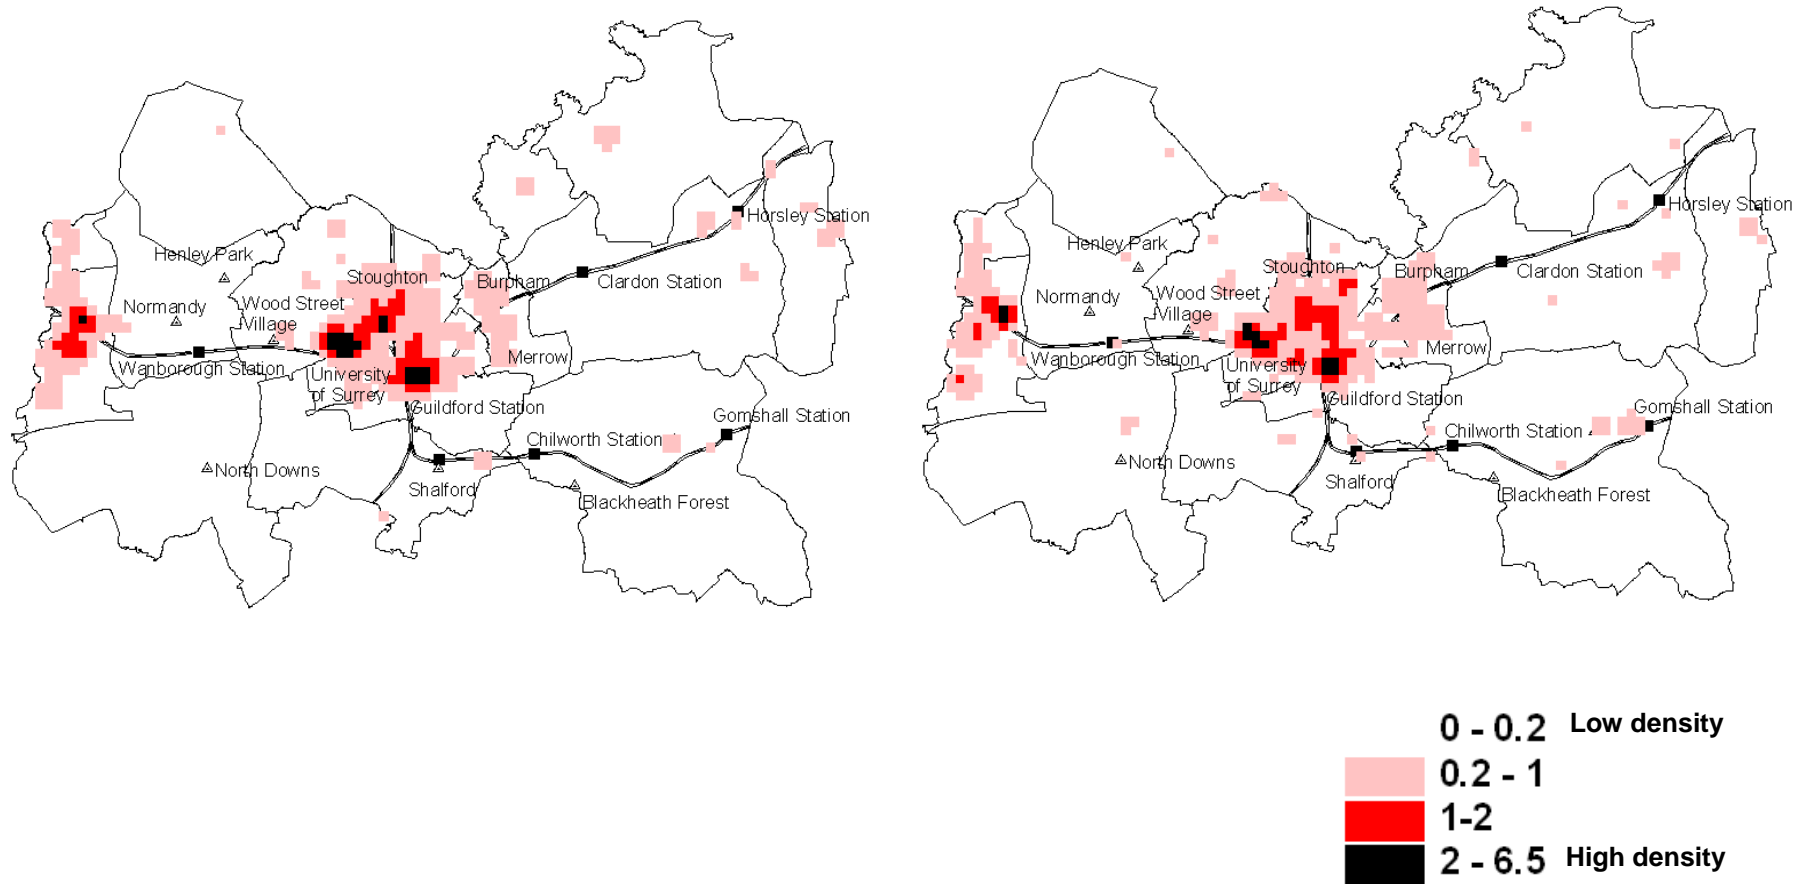 Henley Park
Normandy
Wood Street
Village
Stoughton
Burpham
Horsley Station
Clardon Station
Wanborough Station
University
of Surrey
Merrow
Guildford Station
Gomshall Station
Chilworth Station
North Downs
Shalford
Blackheath Forest
Henley Park
Normandy
Wood Street
Village
Stoughton
Burpham
Horsley Station
Clardon Station
Wanborough Station
University
of Surrey
Merrow
Guildford Station
Gomshall Station
Chilworth Station
North Downs
Shalford
Blackheath Forest
0 - 0.2 Low density
0.2 - 1
1-2
2 - 6.5 High density